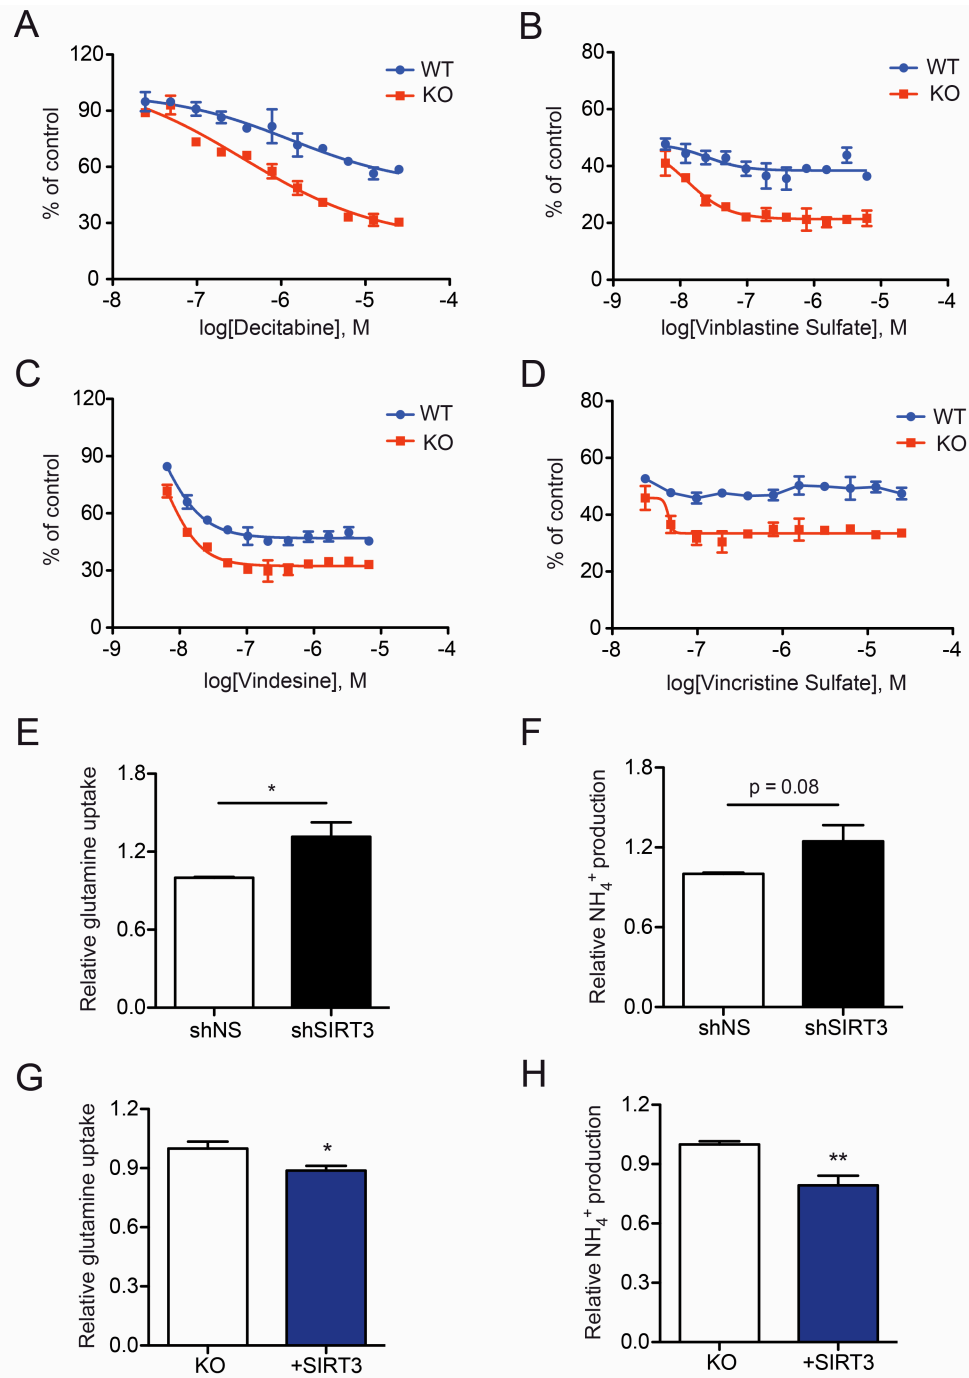 A
120
90
60
30
0
% of control
-8
-7
-6
-5
-4
log[Decitabine], M
WT
KO
B
80
60
40
20
0
% of control
-9
-8
-7
-6
-5
-4
log[Vinblastine Sulfate], M
WT
KO
C
120
90
60
30
0
% of control
-9
-8
-7
-6
-5
-4
log[Vindesine], M
WT
KO
D
80
60
40
20
0
% of control
-8
-7
-6
-5
-4
log[Vincristine Sulfate], M
WT
KO
E
1.8
1.2
0.6
0.0
Relative glutamine uptake
*
shNS
shSIRT3
F
1.8
1.2
0.6
0.0
Relative NH4+ production
p = 0.08
shNS
shSIRT3
G
1.2
0.9
0.6
0.3
0.0
Relative glutamine uptake
*
KO
+SIRT3
H
1.2
0.9
0.6
0.3
0.0
Relative NH4+ production
**
KO
+SIRT3